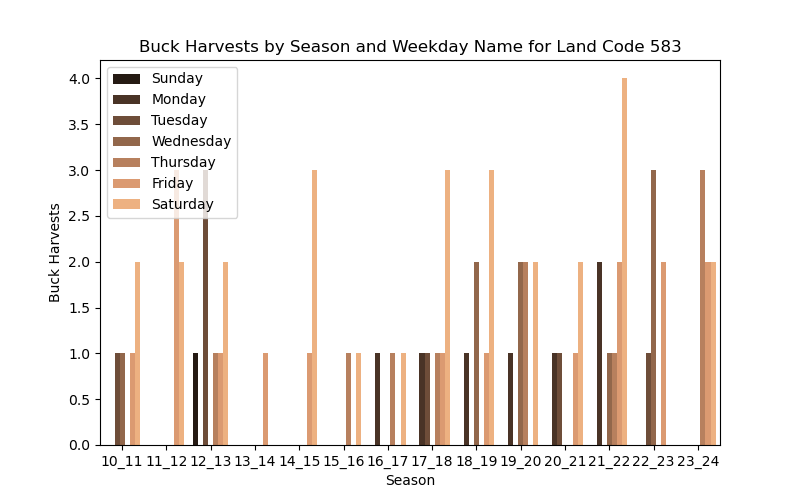 Buck Harvests by Season and Weekday Name for Land Code 583
Sunday
Monday
Tuesday
Wednesday
Thursday
Friday
Saturday
4.0
3.5
3.0
2.5
2.0
1.5
1.0
0.5
0.0
Buck Harvests
10_11 11_12 12_13 13_14 14_15 15_16 16_17 17_18 18_19 19_20 20_21 21_22 22_23 23_24
Season